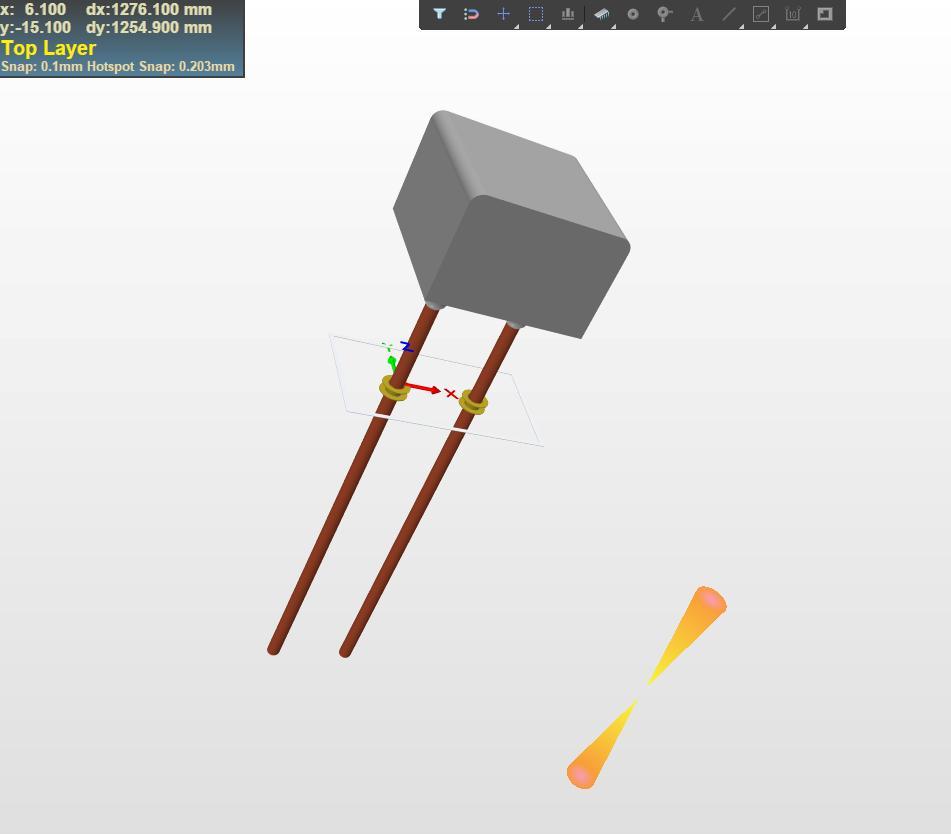 x: 6.100 dx:1276.100 mm
y:-15.100 dy:1254.900 mm
Top Layer
Snap: 0.1mm Hotspot Snap: 0.203mm
A
10
Z
X